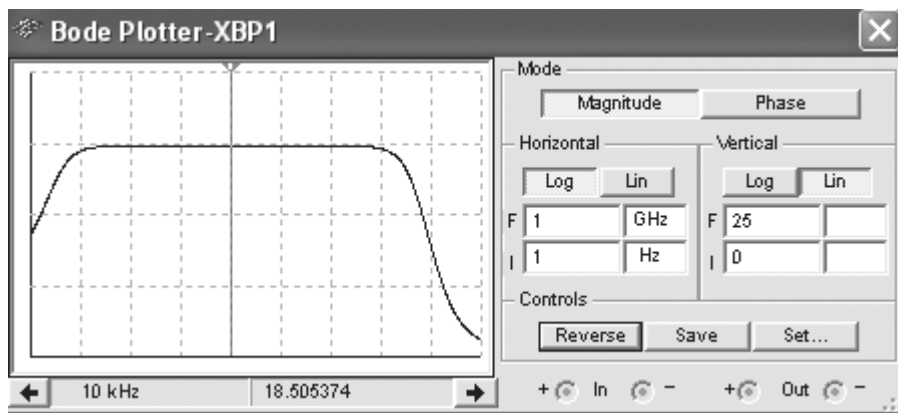 Bode Plotter-XBP1
Mode
Magnitude Phase
Horizontal Vertical
Log Lin Log Lin
F 1 GHz F 25
I 1 Hz I 0
Controls
Reverse Save Set...
10 kHz 18.505374
+ In - + Out -